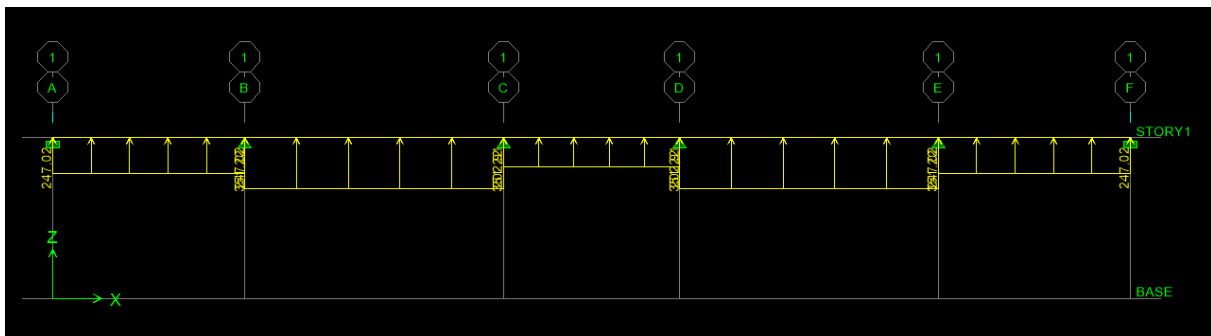 1 1 1 1 1 1
A B C D E F
STORY1
247.02
247.02
Z
X
BASE